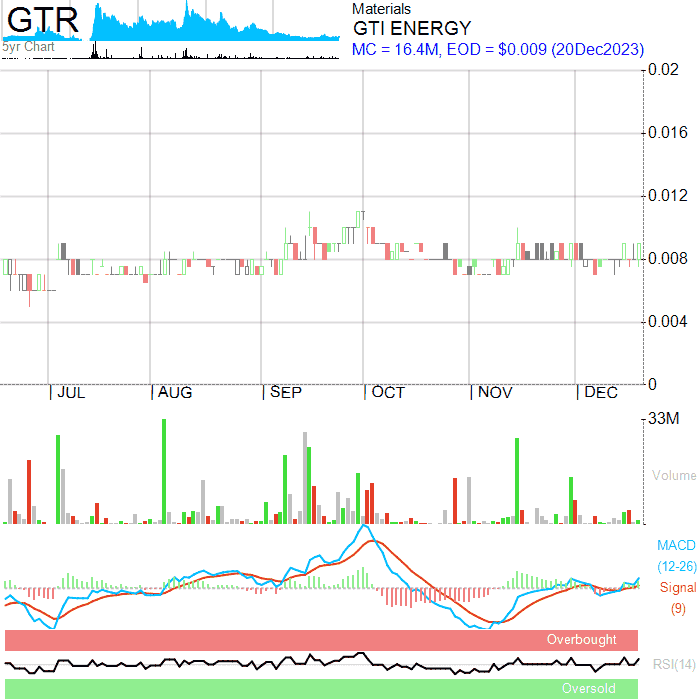 GTR
5yr Chart
Materials
GTI ENERGY
MC = 16.4M, EOD = $0.009 (20Dec2023)
0.02
0.016
0.012
0.008
0.004
0
JUL AUG SEP OCT NOV DEC
33M
Volume
MACD
(12-26)
Signal
(9)
Overbought
RSI(14)
Oversold